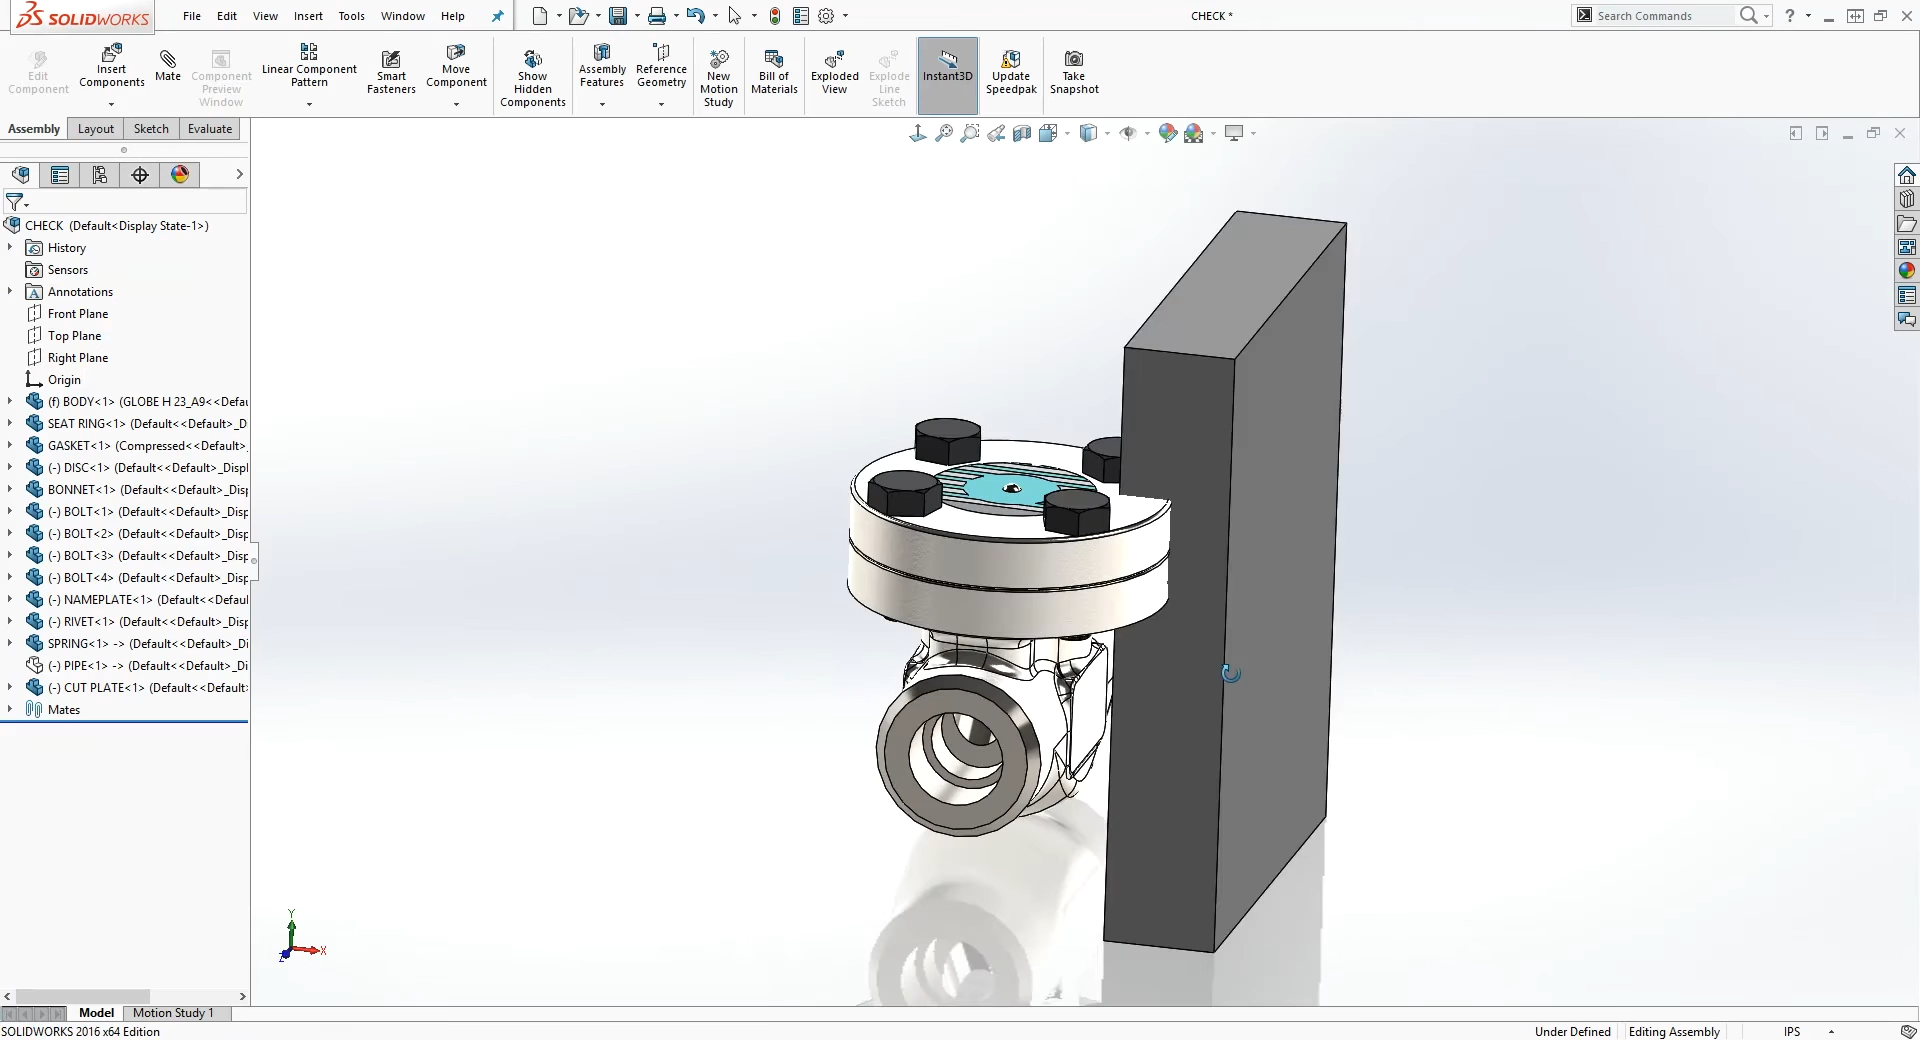 SOLIDWORKS
File Edit View Insert Tools Window Help
CHECK *
Search Commands
Edit Component
Insert Components
Mate
Component Preview Window
Linear Component Pattern
Smart Fasteners
Move Component
Show Hidden Components
Assembly Features
Reference Geometry
New Motion Study
Bill of Materials
Exploded View
Explode Line Sketch
Instant3D
Update Speedpak
Take Snapshot
Assembly Layout Sketch Evaluate
CHECK (Default<Display State-1>)
History
Sensors
Annotations
Front Plane
Top Plane
Right Plane
Origin
(f) BODY<1> (GLOBE H 23_A9<<Defau
SEAT RING<1> (Default<<Default>_D
GASKET<1> (Compressed<<Default>_
(-) DISC<1> (Default<<Default>_Displ
BONNET<1> (Default<<Default>_Disp
(-) BOLT<1> (Default<<Default>_Disp
(-) BOLT<2> (Default<<Default>_Disp
(-) BOLT<3> (Default<<Default>_Disp
(-) BOLT<4> (Default<<Default>_Disp
(-) NAMEPLATE<1> (Default<<Defaul
(-) RIVET<1> (Default<<Default>_Disp
SPRING<1> -> (Default<<Default>_Di
(-) PIPE<1> -> (Default<<Default>_Di
(-) CUT PLATE<1> (Default<<Default>
Mates
Y
X
Z
Model Motion Study 1
SOLIDWORKS 2016 x64 Edition
Under Defined Editing Assembly IPS